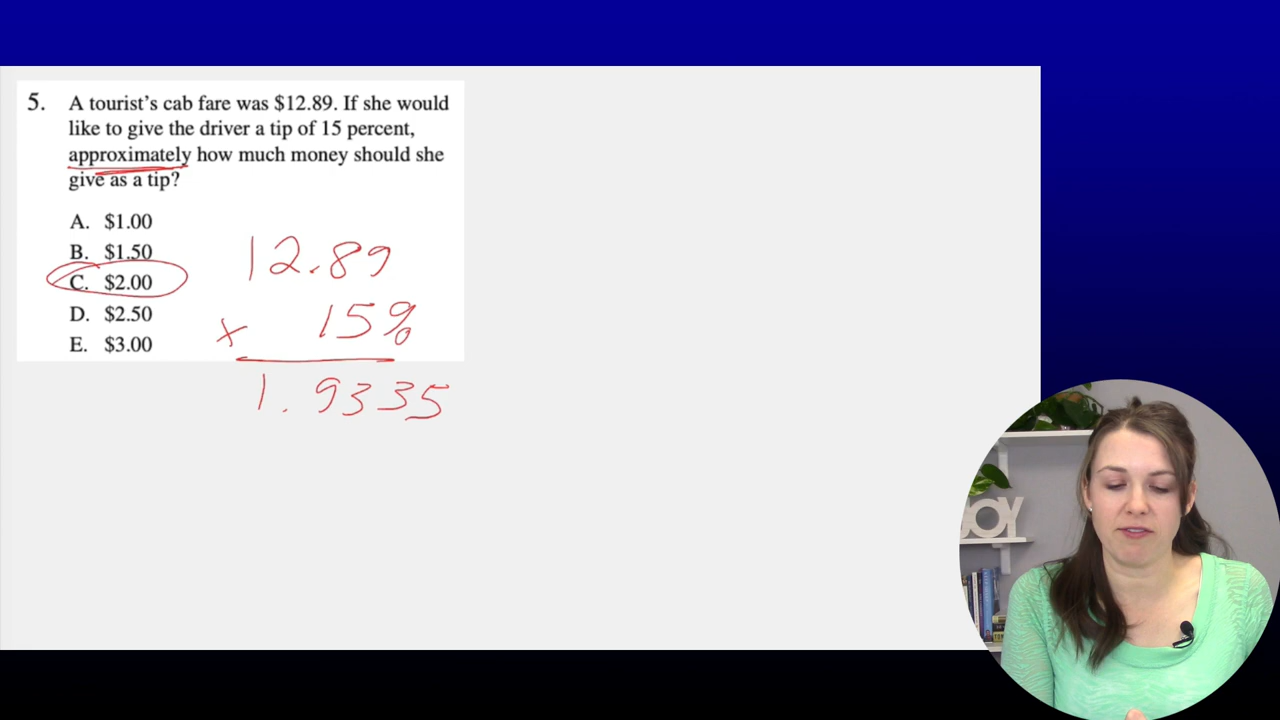 5. A tourist's cab fare was $12.89. If she would
like to give the driver a tip of 15 percent,
approximately how much money should she
give as a tip?
A. $1.00
B. $1.50
C. $2.00
D. $2.50
E. $3.00
12.89
x 15%
1.9335
JOY